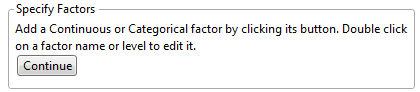 Specify Factors
Add a Continuous or Categorical factor by clicking its button. Double click
on a factor name or level to edit it.
Continue